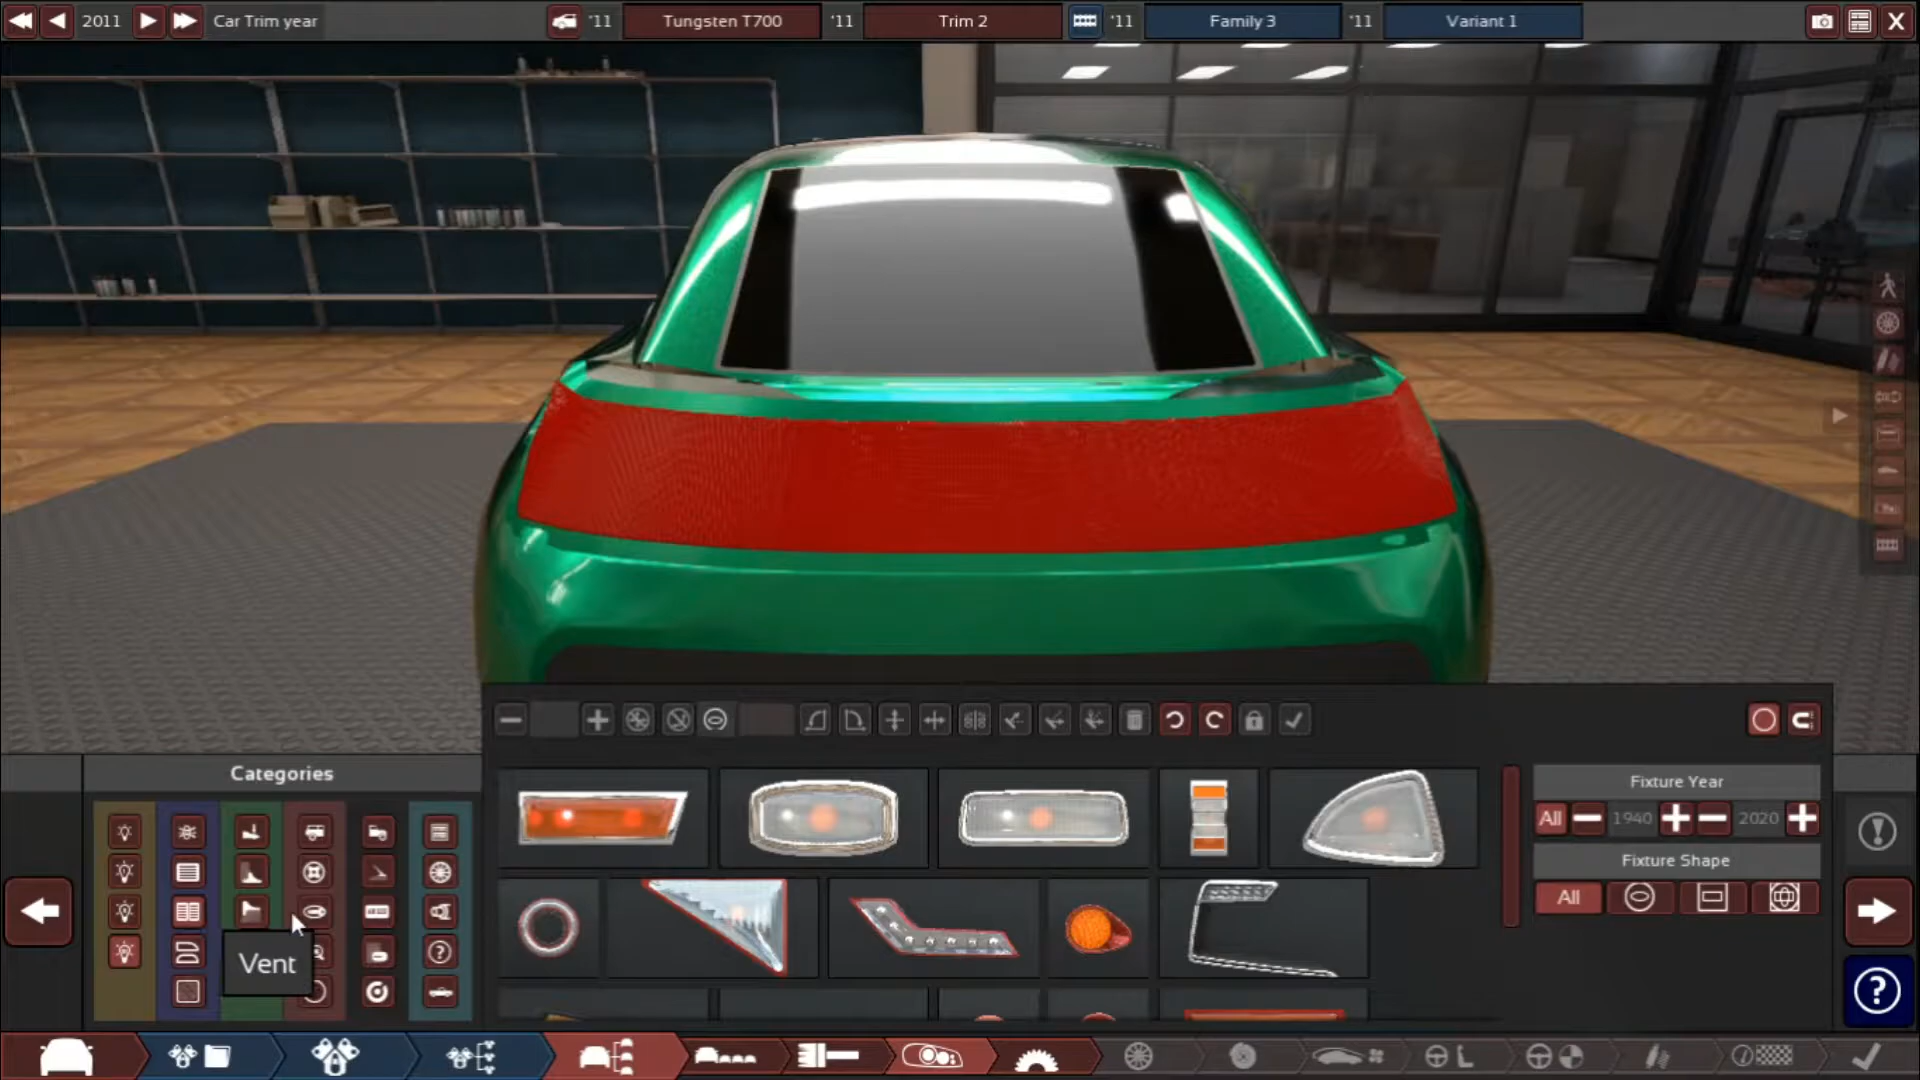 2011 Car Trim year '11 Tungsten T700 '11 Trim 2 '11 Family 3 '11 Variant 1
Categories
Vent
Fixture Year
All 1940 2020
Fixture Shape
All